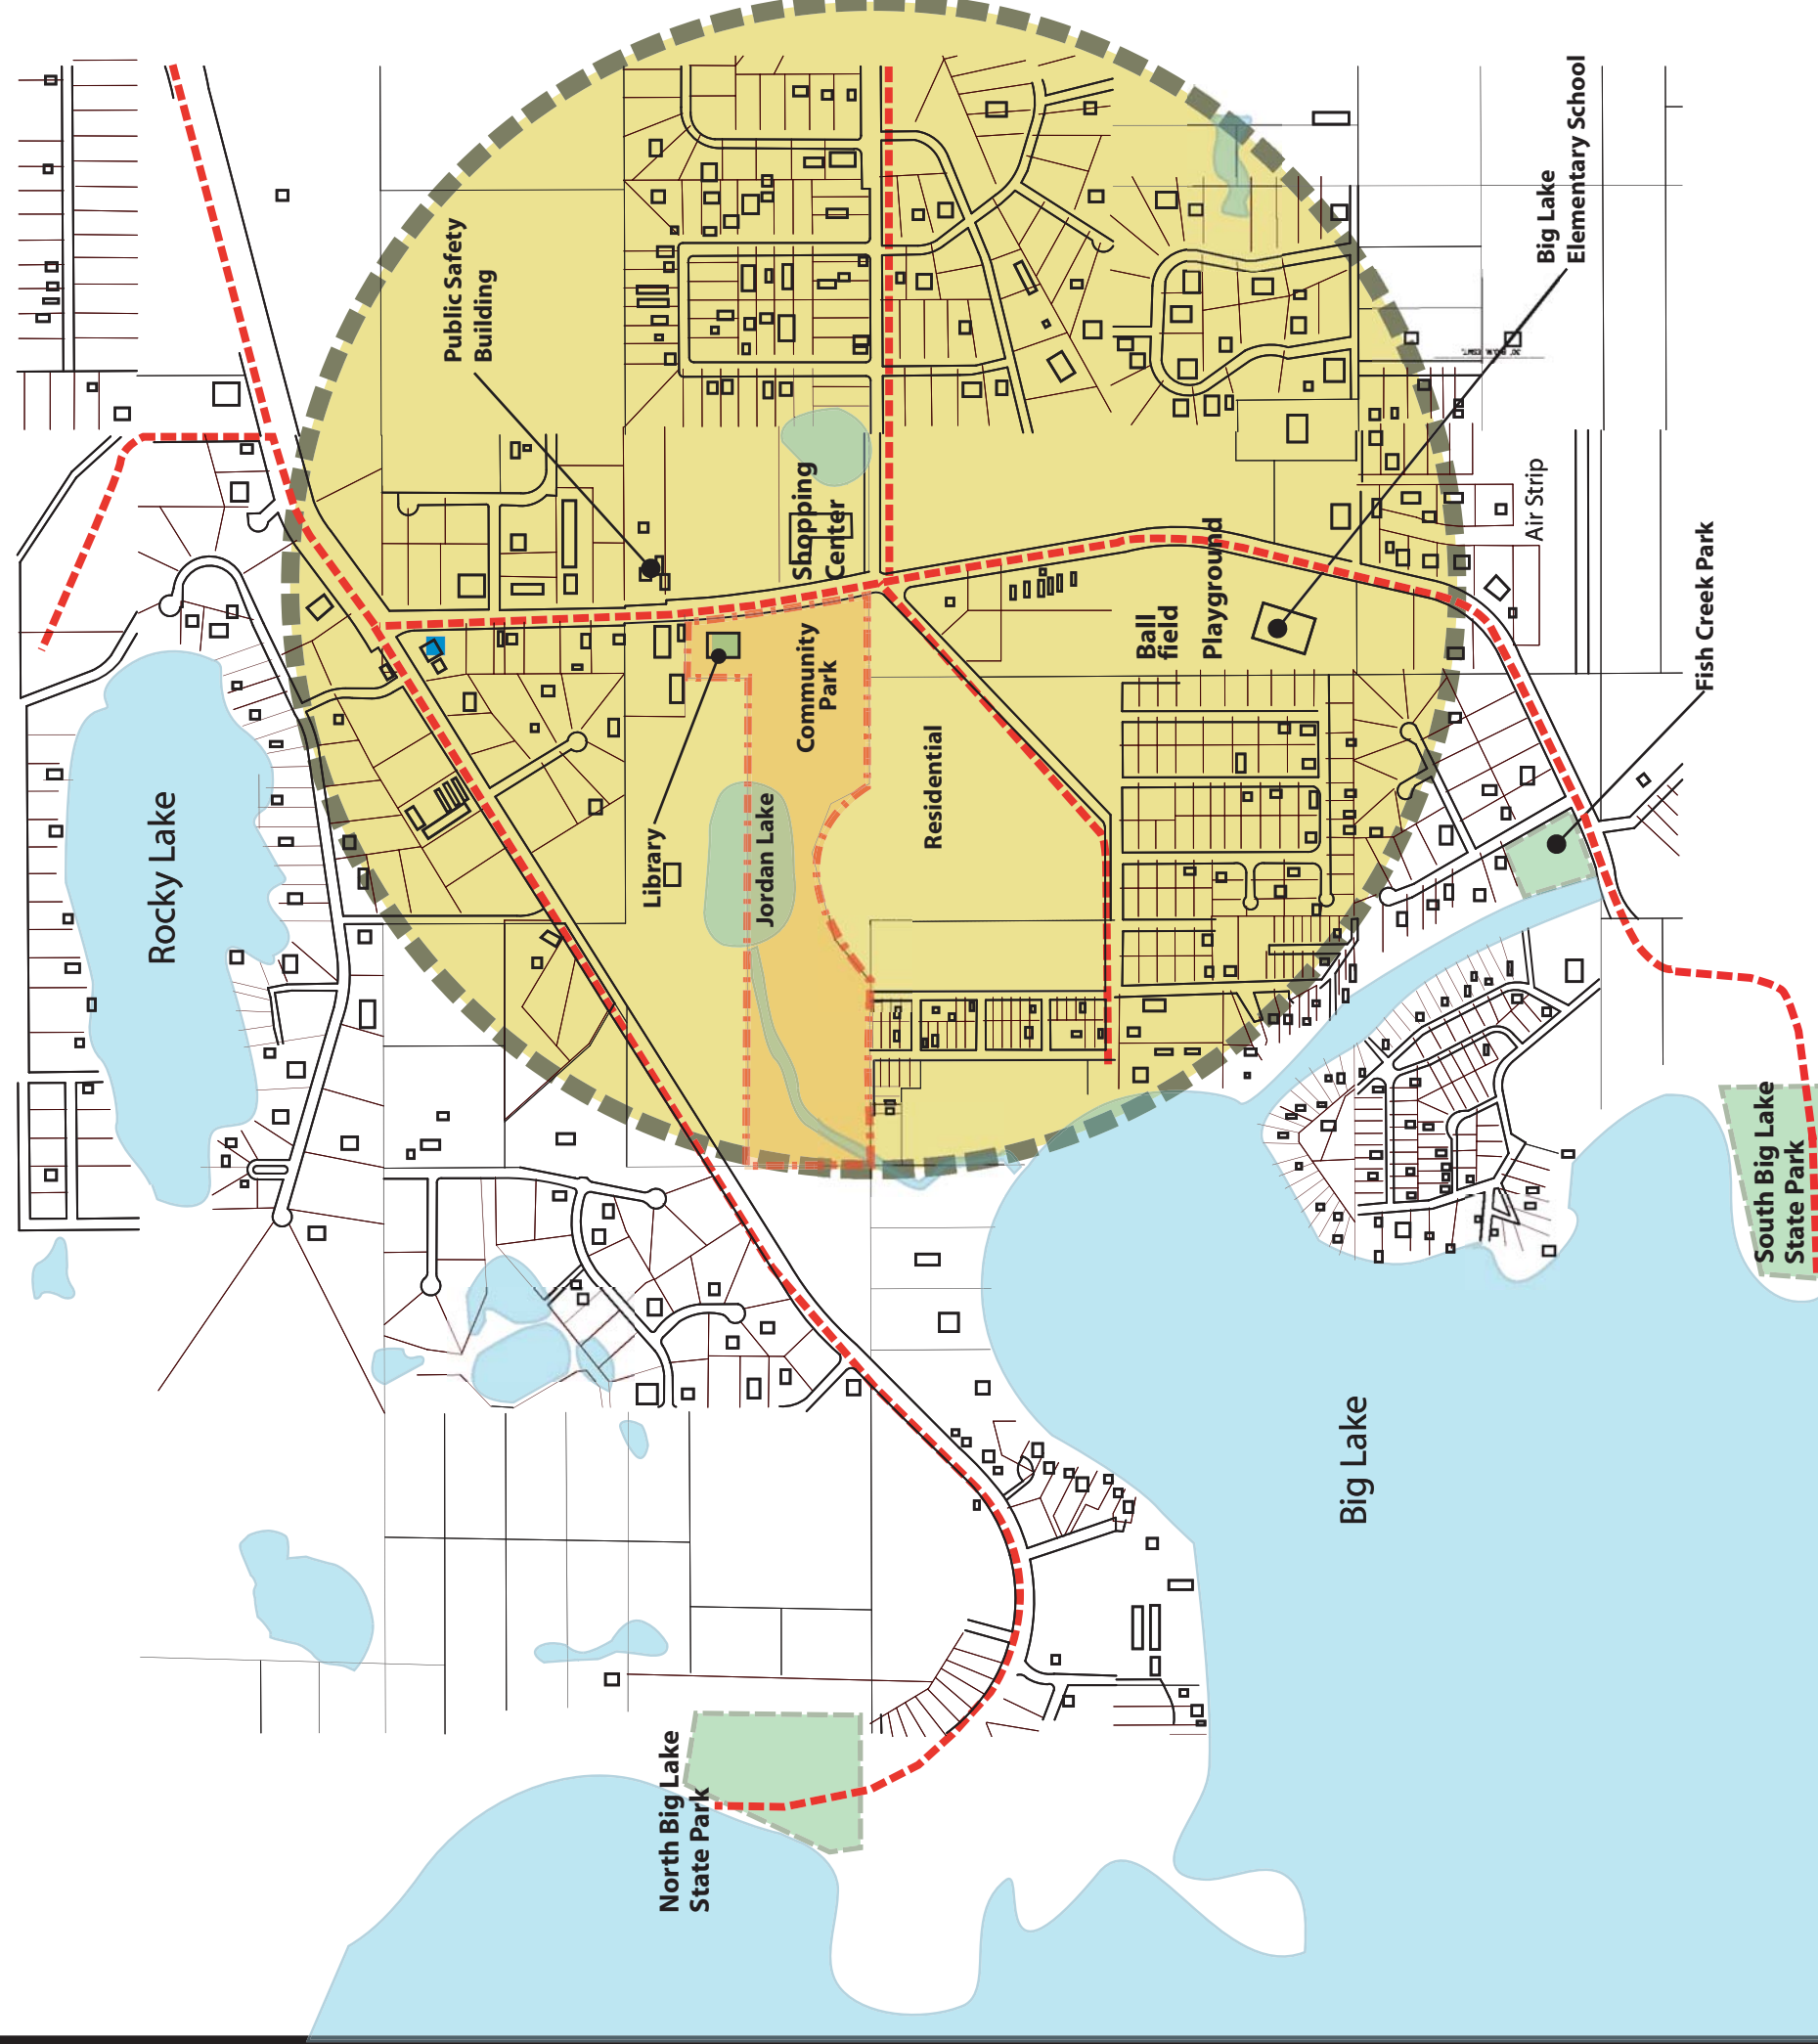 Rocky Lake
Public Safety
Building
Library
North Big Lake
State Park
Jordan Lake
Shopping
Center
Community
Park
Residential
Ball
field
Playground
Big Lake
Big Lake
Elementary School
Air Strip
Fish Creek Park
South Big Lake
State Park